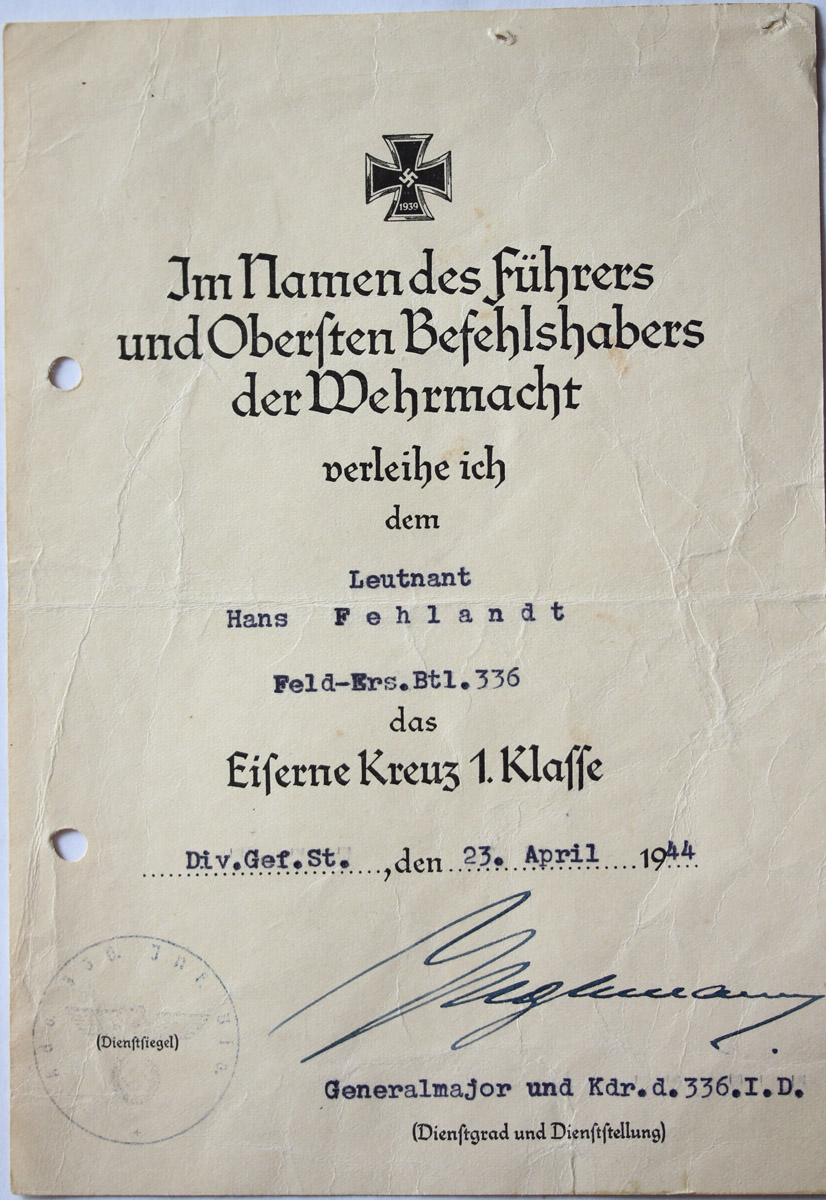 1939
Im Namen des Führers
und Oberſten Befehlshabers
der Wehrmacht
verleihe ich
dem
Leutnant
Hans Fehlandt
Feld-Ers.Btl.336
das
Eiſerne Kreuz 1. Klaſſe
Div.Gef.St. , den 23. April 1944
(Dienſtſiegel)
Generalmajor und Kdr.d.336.I.D.
(Dienſtgrad und Dienſtſtellung)